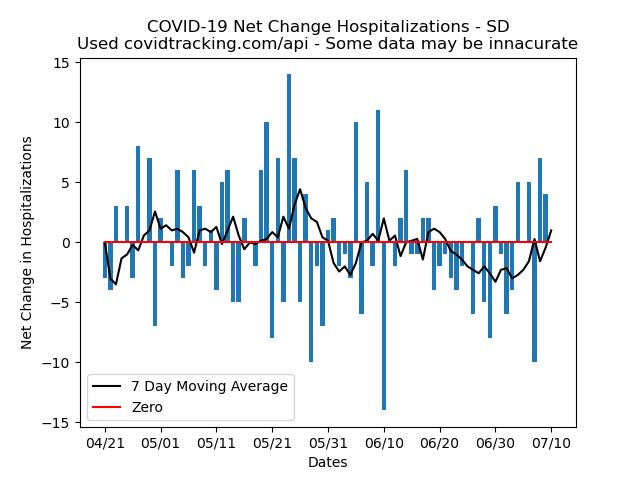 COVID-19 Net Change Hospitalizations - SD
Used covidtracking.com/api - Some data may be innacurate
15
10
5
0
−5
−10
−15
Net Change in Hospitalizations
7 Day Moving Average
Zero
04/21 05/01 05/11 05/21 05/31 06/10 06/20 06/30 07/10
Dates